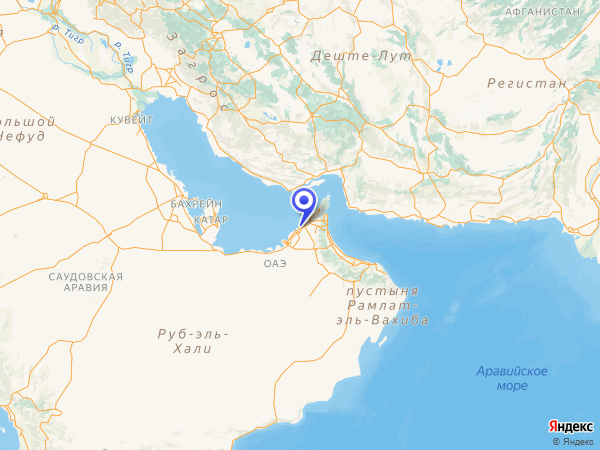 АФГАНИСТАН
р. Тигр
р. Тигр
Загрос
Деште-Лут
Регистан
КУВЕЙТ
Большой
Нефуд
БАХРЕЙН
КАТАР
ОАЭ
САУДОВСКАЯ
АРАВИЯ
пустыня
Рамлат-
эль-Вахиба
Руб-эль-
Хали
Аравийское
море
Яндекс
© Яндекс